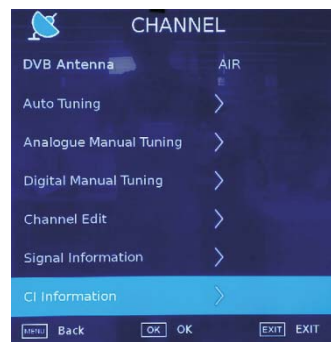 CHANNEL
DVB Antenna AIR
Auto Tuning
Analogue Manual Tuning
Digital Manual Tuning
Channel Edit
Signal Information
CI Information
MENU Back OK OK EXIT EXIT